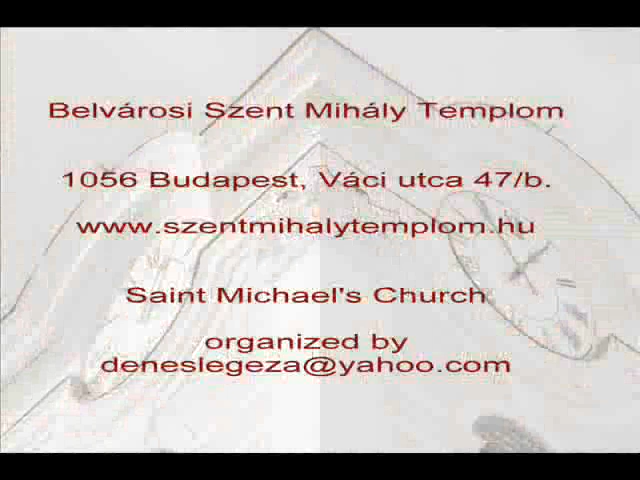 Belvárosi Szent Mihály Templom
1056 Budapest, Váci utca 47/b.
www.szentmihalytemplom.hu
Saint Michael's Church
organized by
deneslegeza@yahoo.com